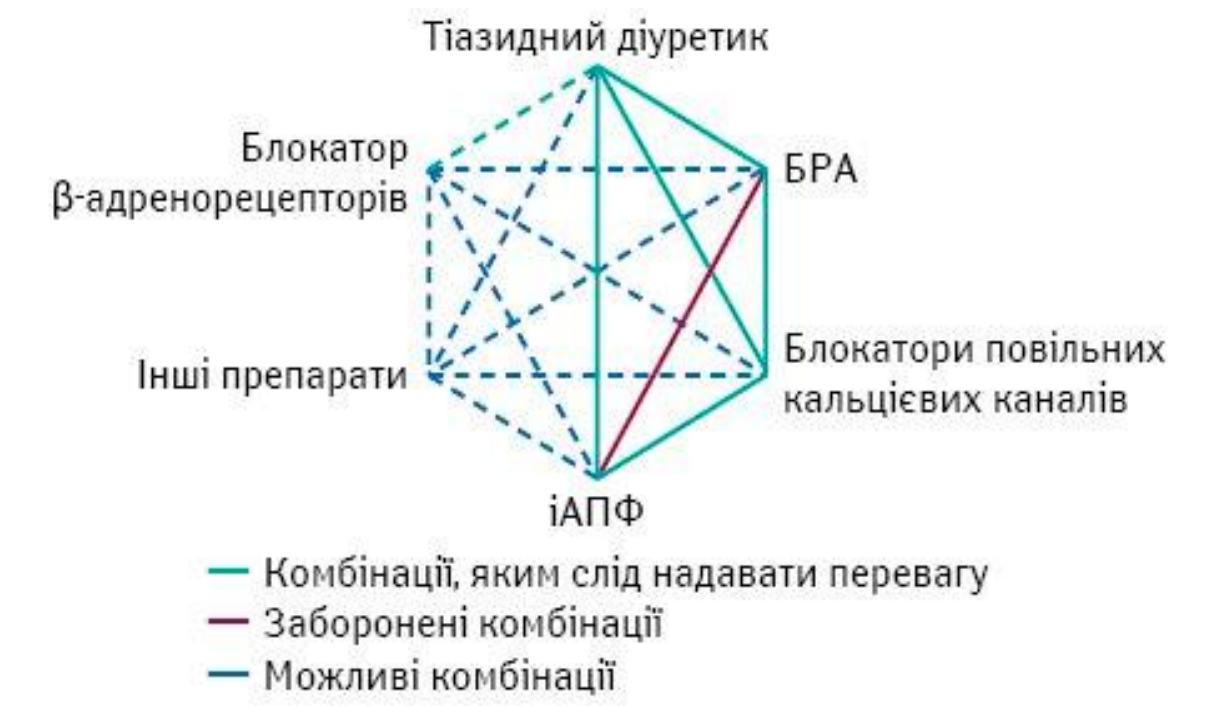 Тіазидний діуретик
Блокатор
β-адренорецепторів
БРА
Інші препарати
Блокатори повільних
кальцієвих каналів
іАПФ
Комбінації, яким слід надавати перевагу
Заборонені комбінації
Можливі комбінації